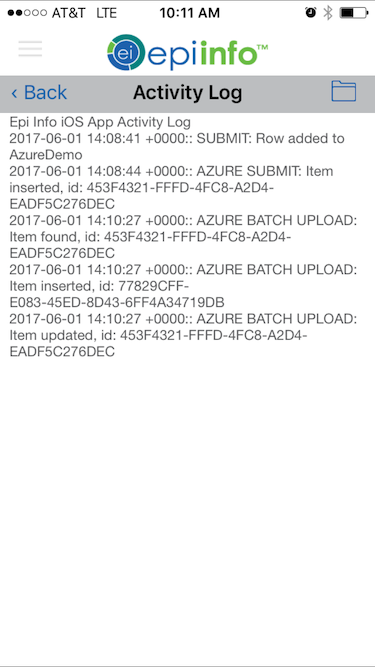 AT&T LTE 10:11 AM
ei epi info™
‹ Back Activity Log
Epi Info iOS App Activity Log
2017-06-01 14:08:41 +0000:: SUBMIT: Row added to
AzureDemo
2017-06-01 14:08:44 +0000:: AZURE SUBMIT: Item
inserted, id: 453F4321-FFFD-4FC8-A2D4-
EADF5C276DEC
2017-06-01 14:10:27 +0000:: AZURE BATCH UPLOAD:
Item found, id: 453F4321-FFFD-4FC8-A2D4-
EADF5C276DEC
2017-06-01 14:10:27 +0000:: AZURE BATCH UPLOAD:
Item inserted, id: 77829CFF-
E083-45ED-8D43-6FF4A34719DB
2017-06-01 14:10:27 +0000:: AZURE BATCH UPLOAD:
Item updated, id: 453F4321-FFFD-4FC8-A2D4-
EADF5C276DEC